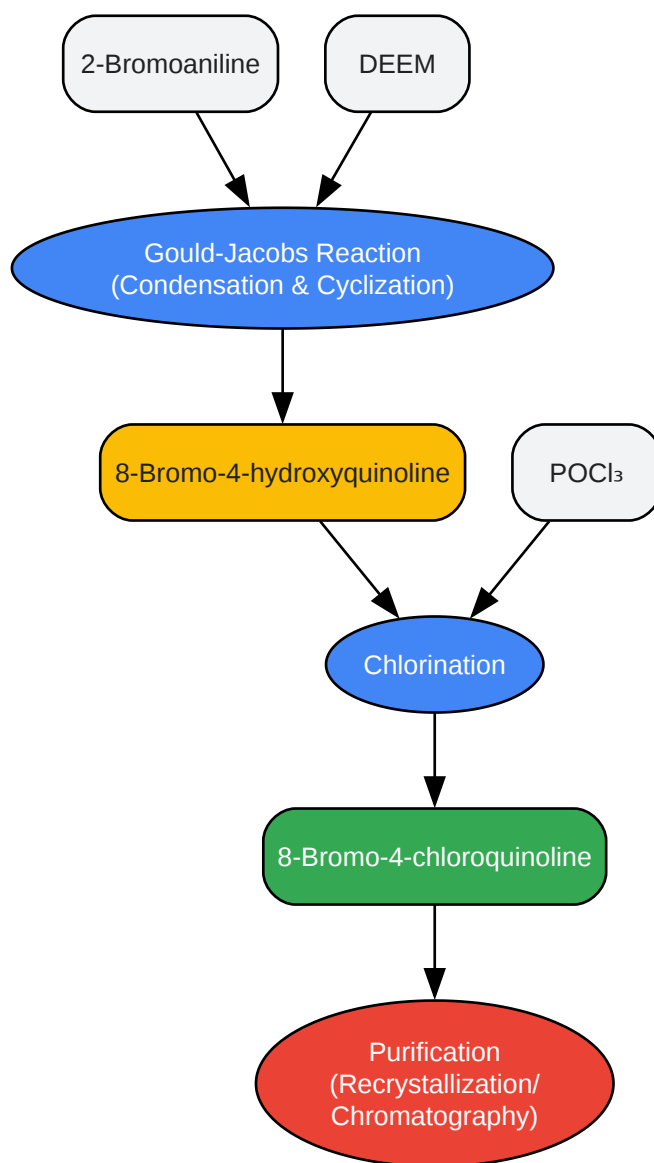 2-Bromoaniline
DEEM
Gould-Jacobs Reaction
(Condensation & Cyclization)
8-Bromo-4-hydroxyquinoline
POCl₃
Chlorination
8-Bromo-4-chloroquinoline
Purification
(Recrystallization/
Chromatography)